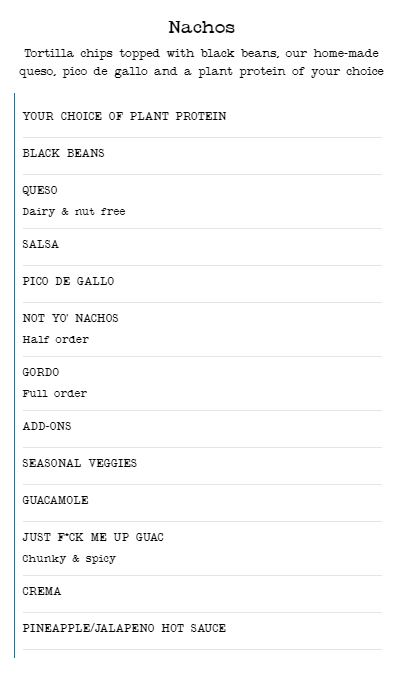 Nachos
Tortilla chips topped with black beans, our home-made
queso, pico de gallo and a plant protein of your choice
YOUR CHOICE OF PLANT PROTEIN
BLACK BEANS
QUESO
Dairy & nut free
SALSA
PICO DE GALLO
NOT YO' NACHOS
Half order
GORDO
Full order
ADD-ONS
SEASONAL VEGGIES
GUACAMOLE
JUST F*CK ME UP GUAC
Chunky & spicy
CREMA
PINEAPPLE/JALAPENO HOT SAUCE